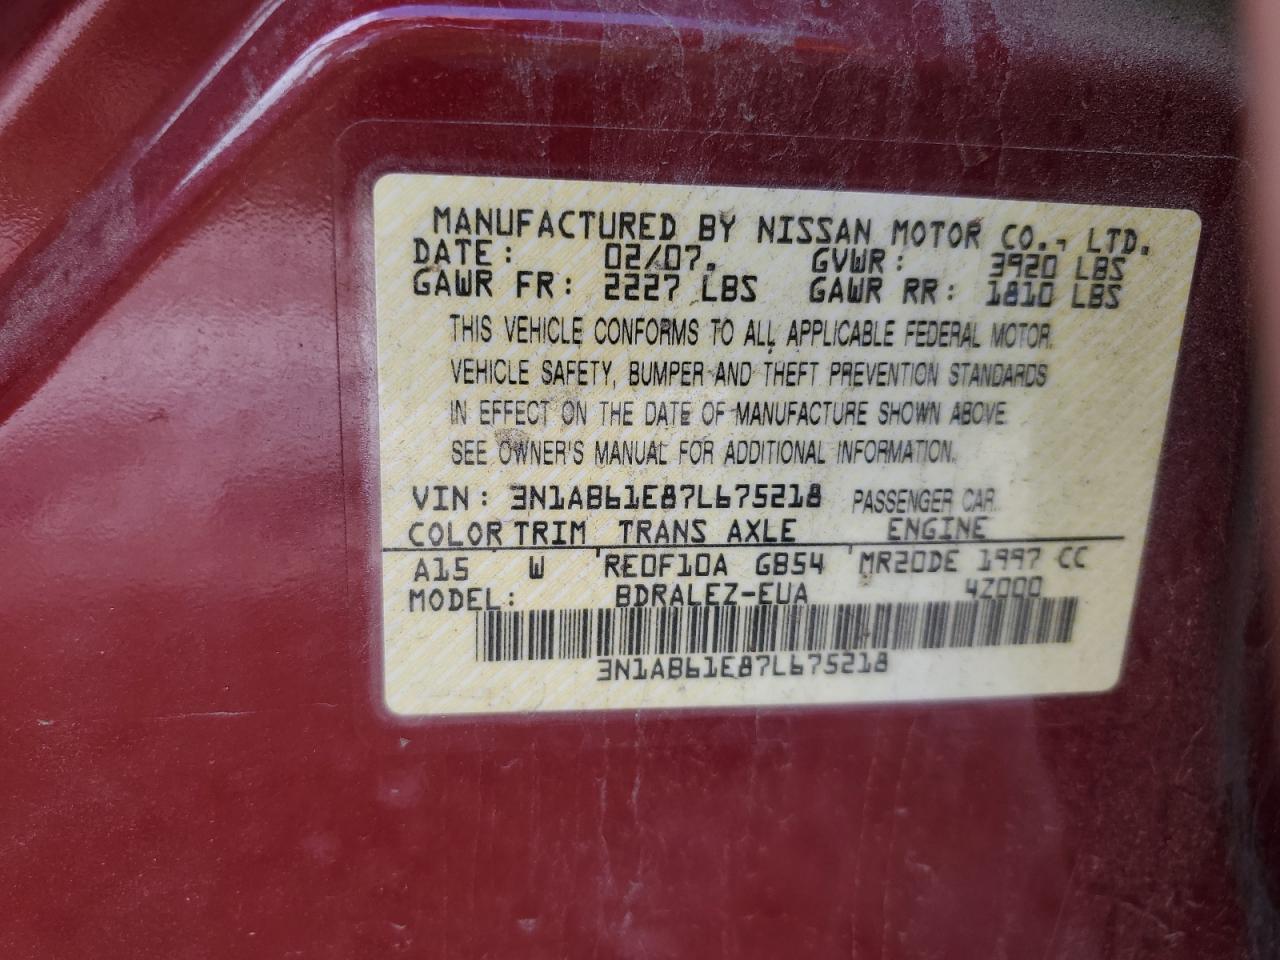 MANUFACTURED BY NISSAN MOTOR CO., LTD.
DATE: 02/07. GVWR: 3920 LBS
GAWR FR: 2227 LBS GAWR RR: 1810 LBS
THIS VEHICLE CONFORMS TO ALL APPLICABLE FEDERAL MOTOR
VEHICLE SAFETY, BUMPER AND THEFT PREVENTION STANDARDS
IN EFFECT ON THE DATE OF MANUFACTURE SHOWN ABOVE
SEE OWNER'S MANUAL FOR ADDITIONAL INFORMATION.
VIN: 3N1AB61E87L675218 PASSENGER CAR
COLOR TRIM TRANS AXLE ENGINE
A15 W RE0F10A GB54 MR20DE 1997 CC
MODEL: BDRALEZ-EUA 4Z000
3N1AB61E87L675218